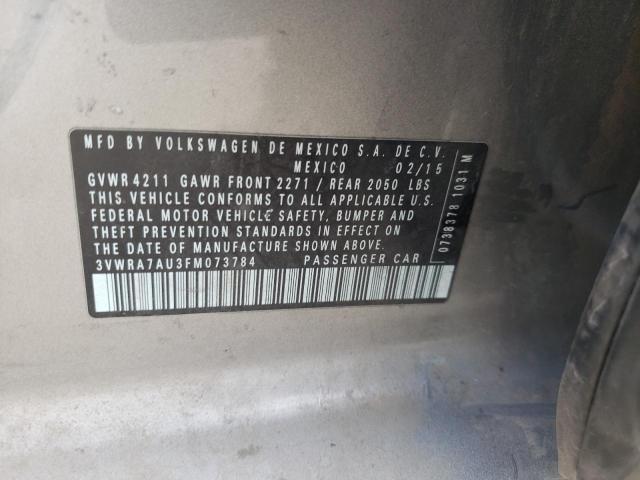 MFD BY VOLKSWAGEN DE MEXICO S.A. DE C.V.
MEXICO 02/15
GVWR 4211 GAWR FRONT 2271 / REAR 2050 LBS
THIS VEHICLE CONFORMS TO ALL APPLICABLE U.S.
FEDERAL MOTOR VEHICLE SAFETY, BUMPER AND
THEFT PREVENTION STANDARDS IN EFFECT ON
THE DATE OF MANUFACTURE SHOWN ABOVE.
3VWRA7AU3FM073784 PASSENGER CAR
0738378 1031 M